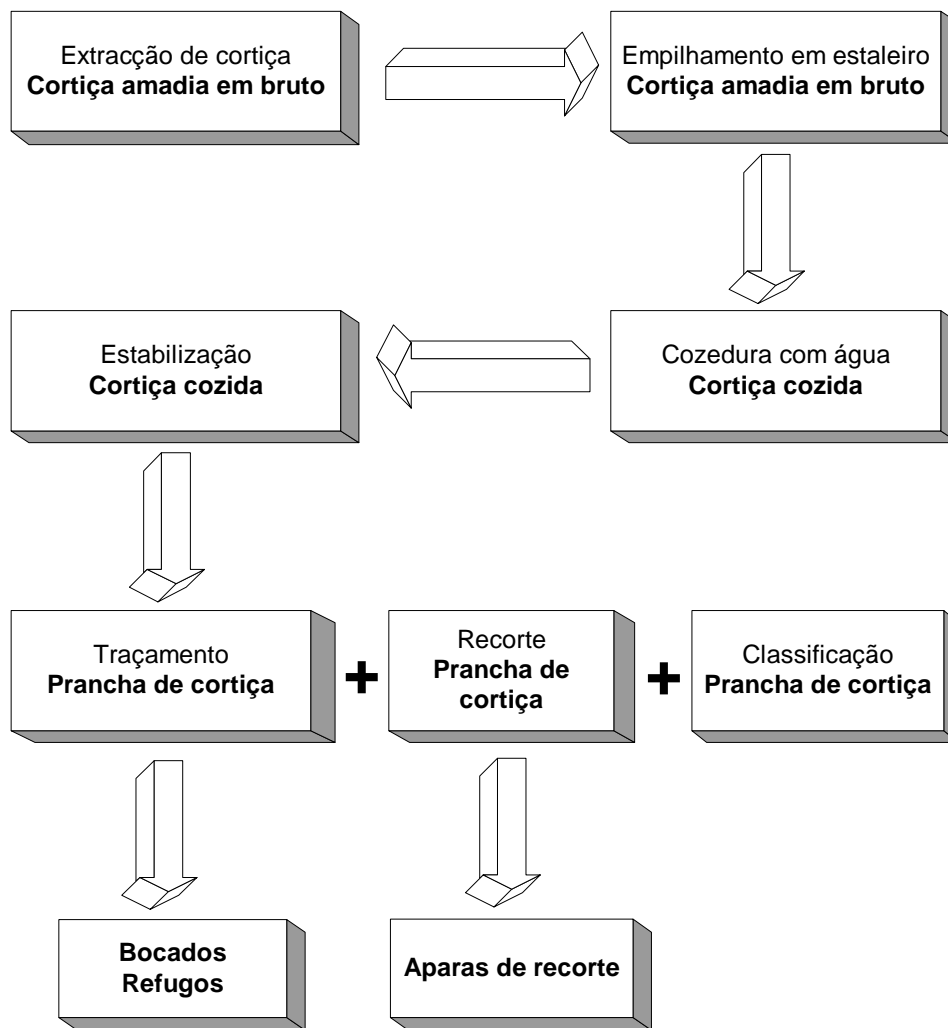 Extracção de cortiça
Cortiça amadia em bruto
Empilhamento em estaleiro
Cortiça amadia em bruto
Cozedura com água
Cortiça cozida
Estabilização
Cortiça cozida
Traçamento
Prancha de cortiça
+
Recorte
Prancha de
cortiça
+
Classificação
Prancha de cortiça
Bocados
Refugos
Aparas de recorte